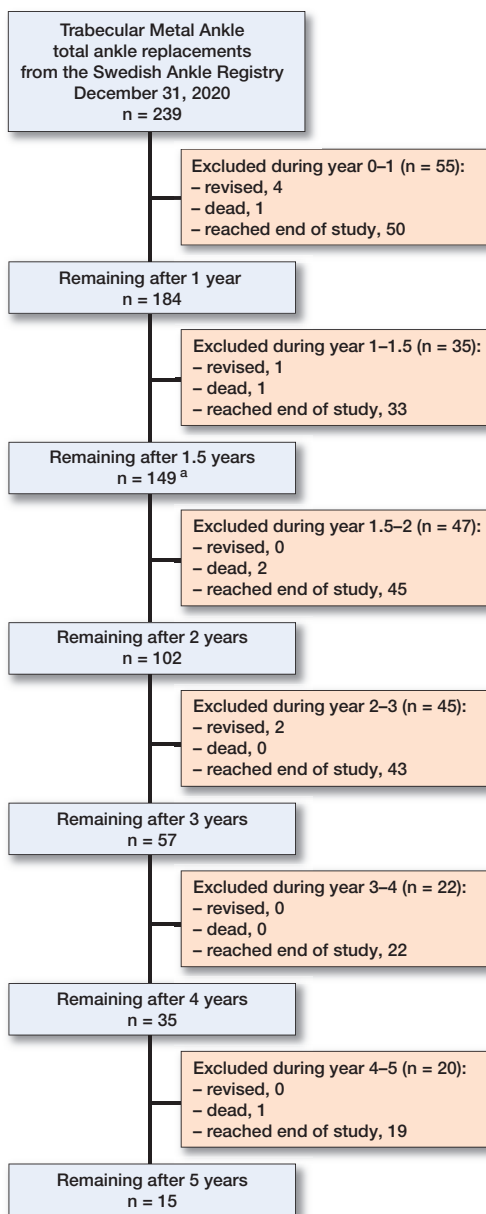 Trabecular Metal Ankle
total ankle replacements
from the Swedish Ankle Registry
December 31, 2020
n = 239
Excluded during year 0–1 (n = 55):
– revised, 4
– dead, 1
– reached end of study, 50
Remaining after 1 year
n = 184
Excluded during year 1–1.5 (n = 35):
– revised, 1
– dead, 1
– reached end of study, 33
Remaining after 1.5 years
n = 149 a
Excluded during year 1.5–2 (n = 47):
– revised, 0
– dead, 2
– reached end of study, 45
Remaining after 2 years
n = 102
Excluded during year 2–3 (n = 45):
– revised, 2
– dead, 0
– reached end of study, 43
Remaining after 3 years
n = 57
Excluded during year 3–4 (n = 22):
– revised, 0
– dead, 0
– reached end of study, 22
Remaining after 4 years
n = 35
Excluded during year 4–5 (n = 20):
– revised, 0
– dead, 1
– reached end of study, 19
Remaining after 5 years
n = 15